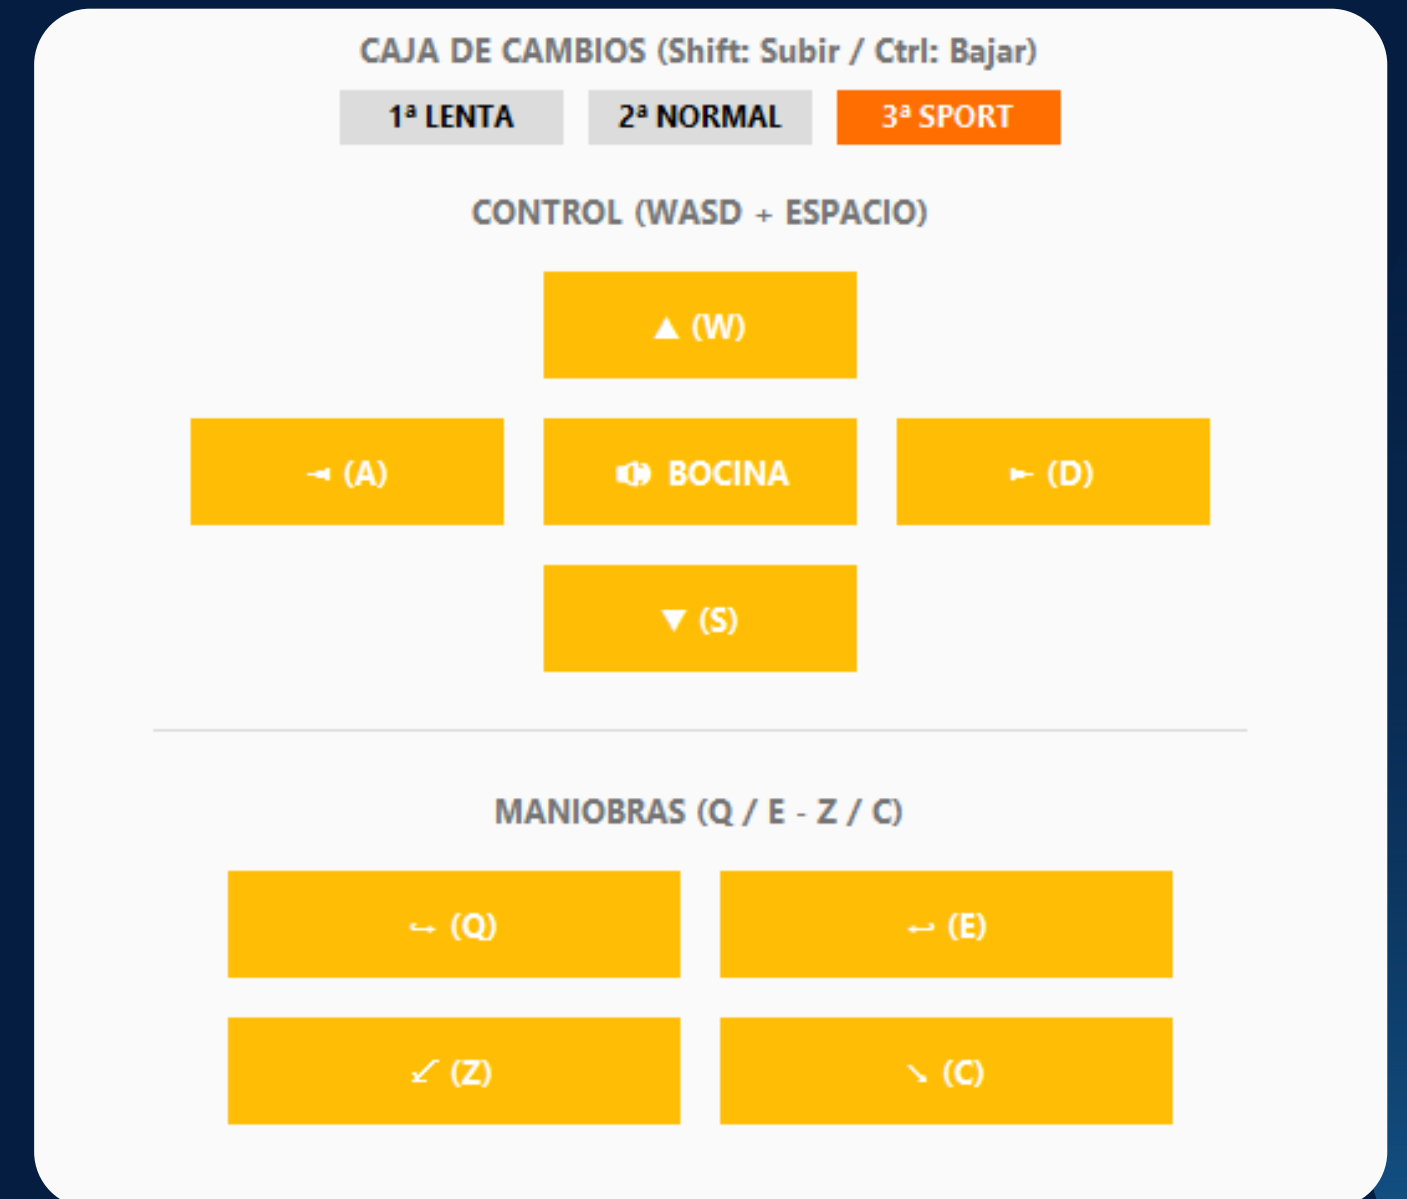 CAJA DE CAMBIOS (Shift: Subir / Ctrl: Bajar)
1ª LENTA 2ª NORMAL 3ª SPORT
CONTROL (WASD + ESPACIO)
▲ (W)
◄ (A) 🔊 BOCINA ► (D)
▼ (S)
MANIOBRAS (Q / E - Z / C)
↪ (Q) ↩ (E)
↙ (Z) ↘ (C)